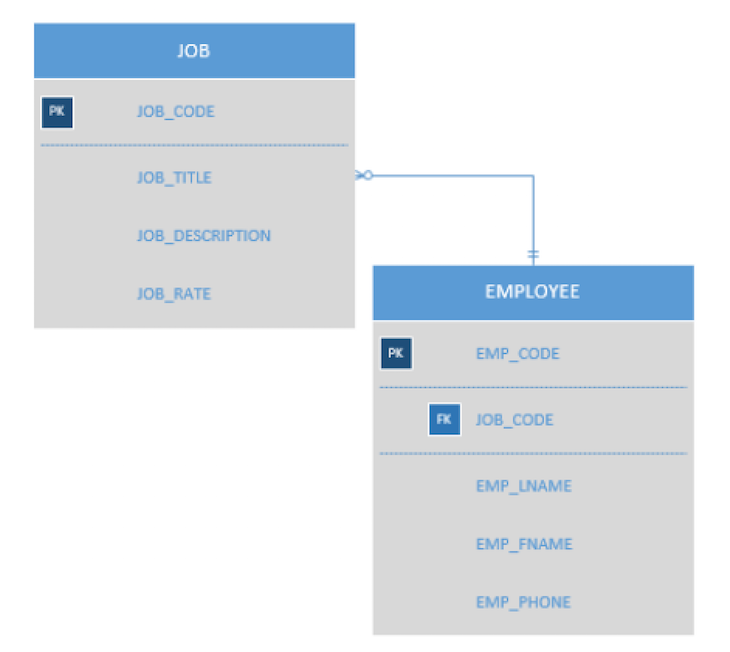 JOB
PK JOB_CODE
JOB_TITLE
JOB_DESCRIPTION
JOB_RATE
EMPLOYEE
PK EMP_CODE
FK JOB_CODE
EMP_LNAME
EMP_FNAME
EMP_PHONE